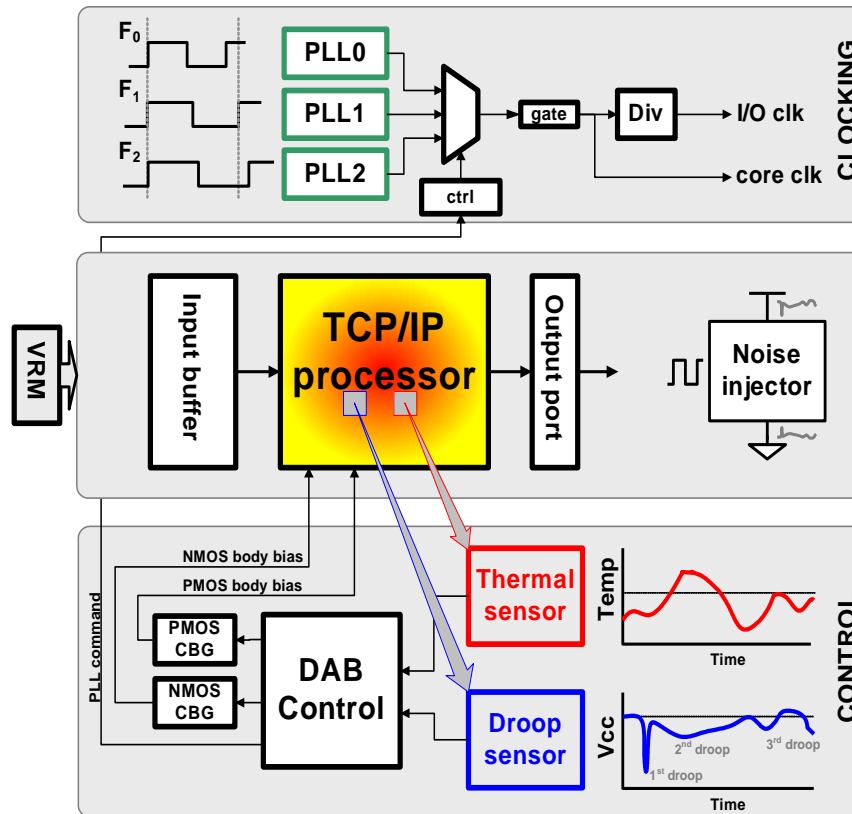 F0
F1
F2
PLL0
PLL1
PLL2
ctrl
gate
Div
I/O clk
core clk
CLOCKING
VRM
Input buffer
TCP/IP
processor
Output port
Noise
injector
NMOS body bias
PMOS body bias
PLL command
PMOS
CBG
NMOS
CBG
DAB
Control
Thermal
sensor
Droop
sensor
Temp
Time
Vcc
1st droop
2nd droop
3rd droop
Time
CONTROL